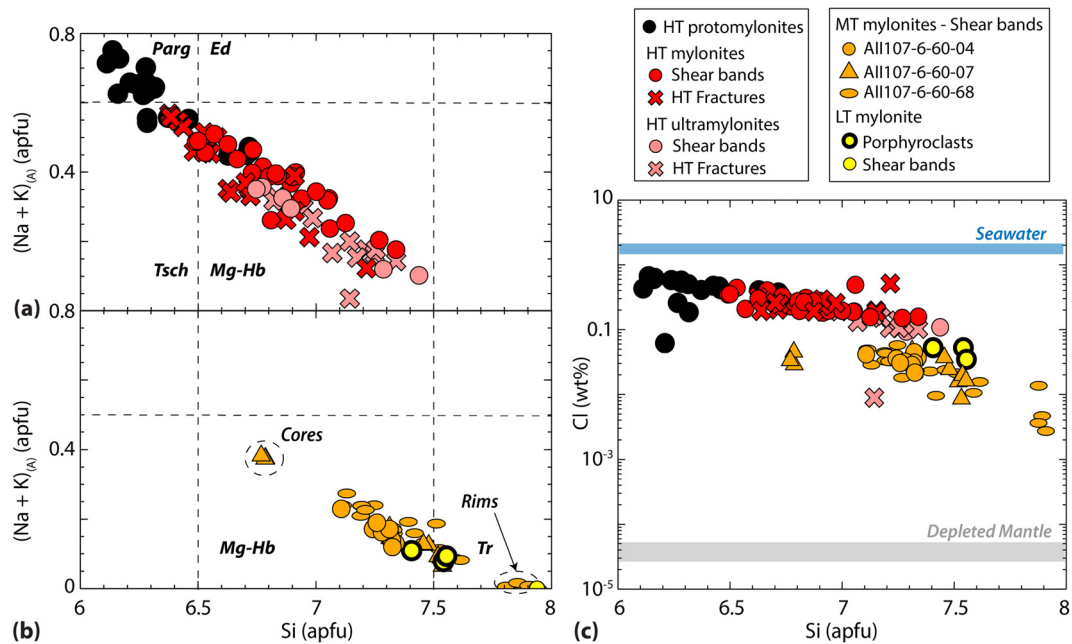 HT protomylonites
HT mylonites
Shear bands
HT Fractures
HT ultramylonites
Shear bands
HT Fractures
MT mylonites - Shear bands
AII107-6-60-04
AII107-6-60-07
AII107-6-60-68
LT mylonite
Porphyroclasts
Shear bands
0.8
Parg Ed
(Na + K)(A) (apfu)
0.4
Tsch Mg-Hb
(a)
0.8
(Na + K)(A) (apfu)
Cores
0.4
Rims
Mg-Hb Tr
0
6 6.5 7 7.5 8
(b) Si (apfu)
10
Seawater
0.1
Cl (wt%)
10-3
Depleted Mantle
10-5
6 6.5 7 7.5 8
(c) Si (apfu)